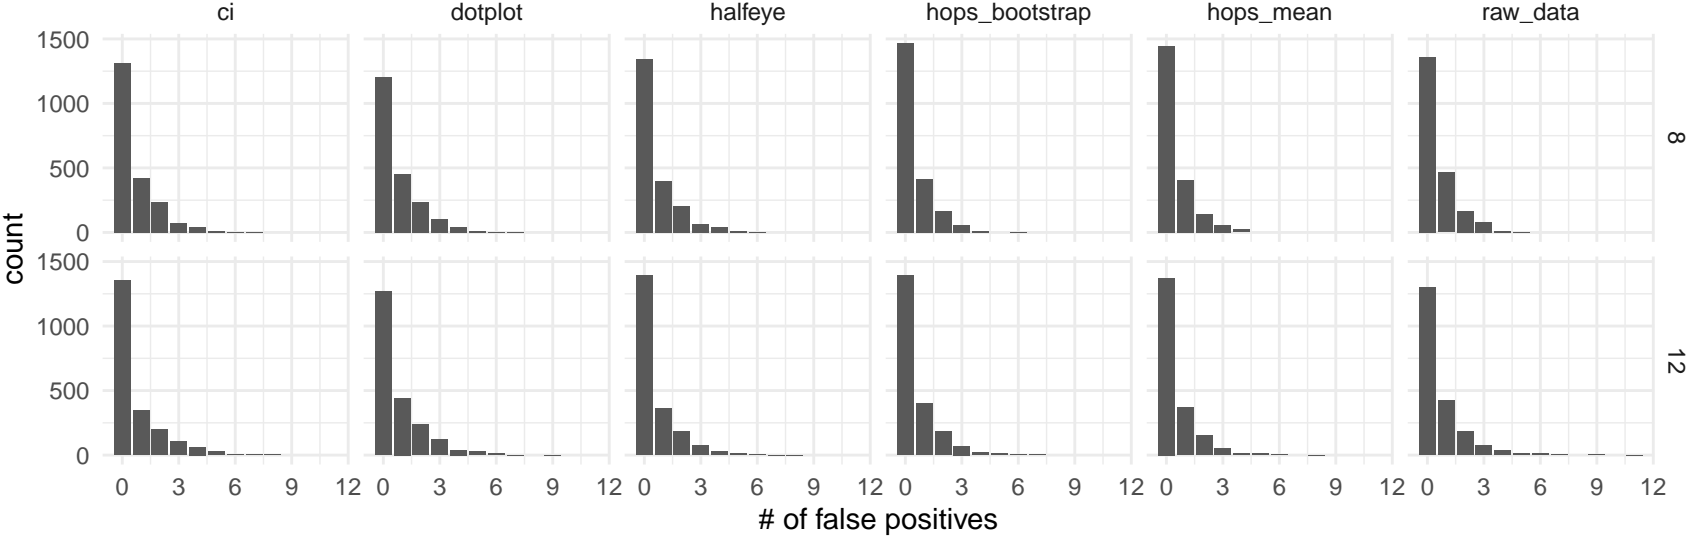 ci dotplot halfeye hops_bootstrap hops_mean raw_data
1500
1000
500
0
8
1500
1000
500
0
12
count
0 3 6 9 12 0 3 6 9 12 0 3 6 9 12 0 3 6 9 12 0 3 6 9 12 0 3 6 9 12
# of false positives